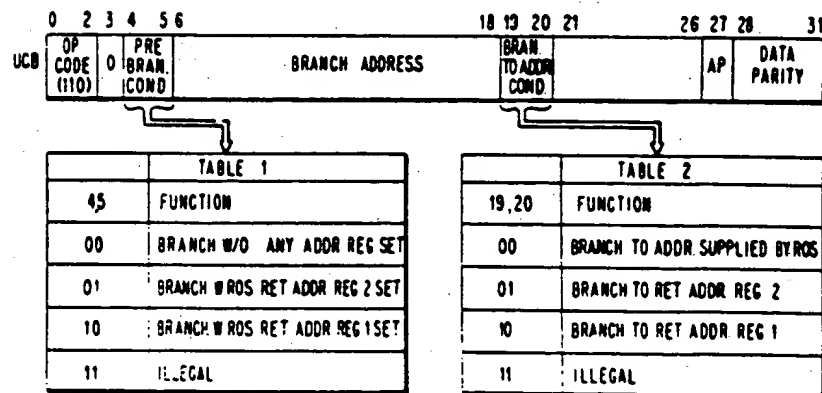 0 2 3 4 5 6 18 19 20 21 26 27 28 31
UCB
OP CODE (110)
0
PRE BRAN. COND
BRANCH ADDRESS
BRAN. TO ADDR COND.
AP
DATA PARITY
TABLE 1
4,5 FUNCTION
00 BRANCH W/O ANY ADDR REG SET
01 BRANCH W ROS RET ADDR REG 2 SET
10 BRANCH W ROS RET ADDR REG 1 SET
11 ILLEGAL
TABLE 2
19,20 FUNCTION
00 BRANCH TO ADDR. SUPPLIED BY ROS
01 BRANCH TO RET ADDR REG 2
10 BRANCH TO RET ADDR. REG 1
11 ILLEGAL